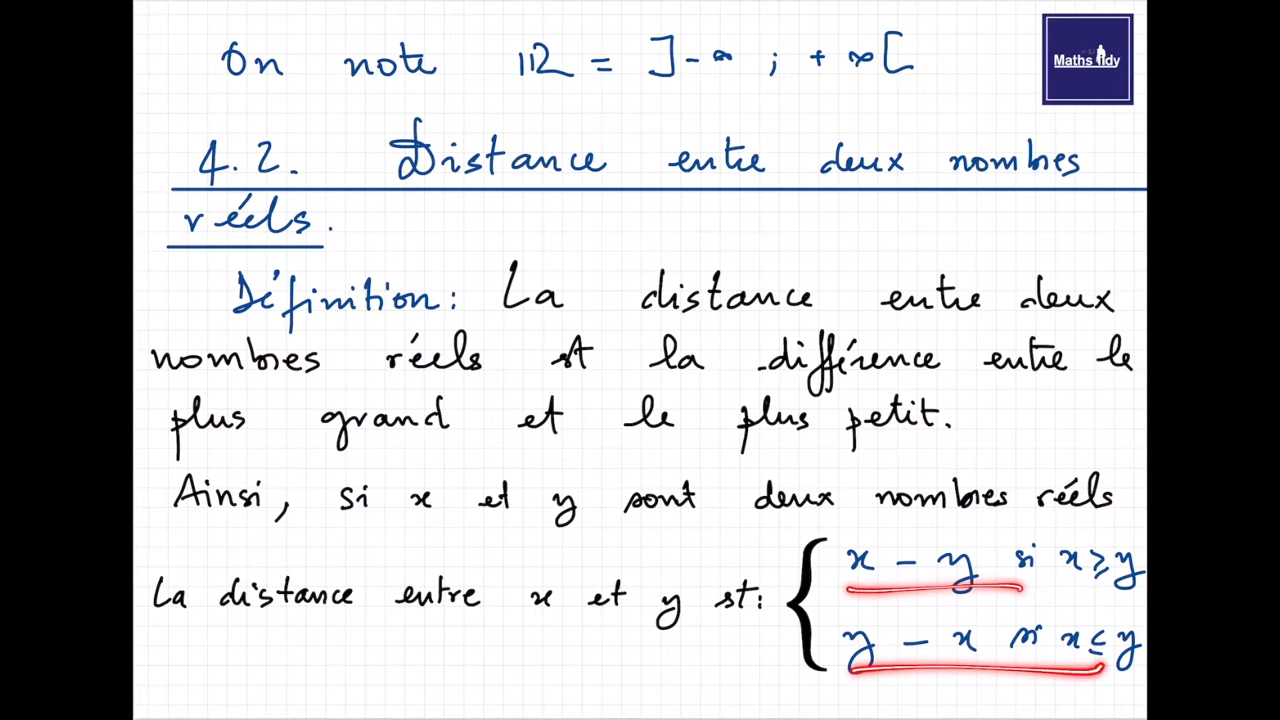 On note ℝ = ]-∞ ; +∞[
Maths
4.2. Distance entre deux nombres
réels.
Définition: La distance entre deux
nombres réels est la différence entre le
plus grand et le plus petit.
Ainsi, si x et y sont deux nombres réels
x - y si x ≥ y
La distance entre x et y est: {
y - x si x ≤ y